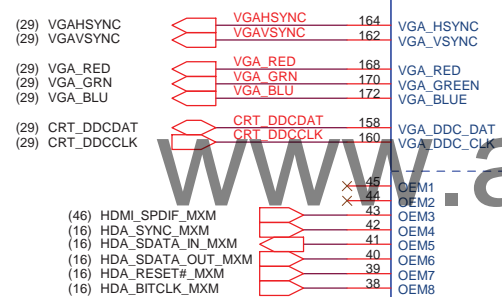 (29) VGAHSYNC VGAHSYNC 164 VGA_HSYNC
(29) VGAVSYNC VGAVSYNC 162 VGA_VSYNC
(29) VGA_RED VGA_RED 168 VGA_RED
(29) VGA_GRN VGA_GRN 170 VGA_GREEN
(29) VGA_BLU VGA_BLU 172 VGA_BLUE
(29) CRT_DDCDAT CRT_DDCDAT 158 VGA_DDC_DAT
(29) CRT_DDCCLK CRT_DDCCLK 160 VGA_DDC_CLK
www.a
45 OEM1
44 OEM2
(46) HDMI_SPDIF_MXM 43 OEM3
(16) HDA_SYNC_MXM 42 OEM4
(16) HDA_SDATA_IN_MXM 41 OEM5
(16) HDA_SDATA_OUT_MXM 40 OEM6
(16) HDA_RESET#_MXM 39 OEM7
(16) HDA_BITCLK_MXM 38 OEM8